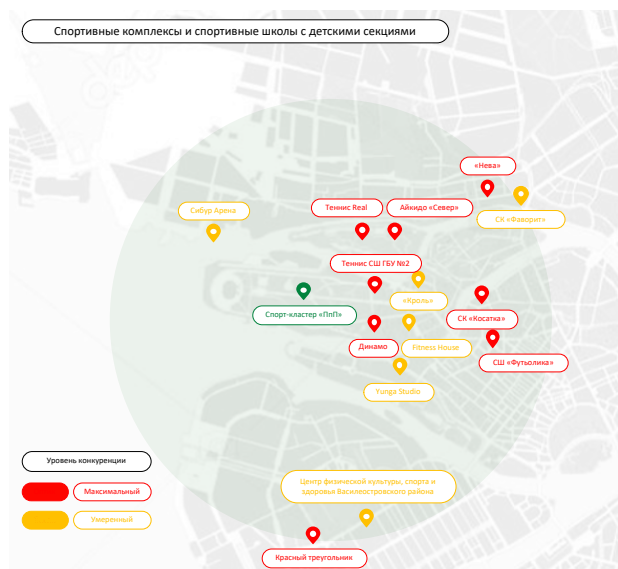 Спортивные комплексы и спортивные школы с детскими секциями
«Нева»
Сибур Арена
Теннис Real
Айкидо «Север»
СК «Фаворит»
Теннис СШ ГБУ №2
«Кроль»
Спорт-кластер «ПпП»
СК «Косатка»
Динамо
Fitness House
СШ «Футьолика»
Yunga Studio
Уровень конкуренции
Максимальный
Умеренный
Центр физической культуры, спорта и
здоровья Василеостровского района
Красный треугольник